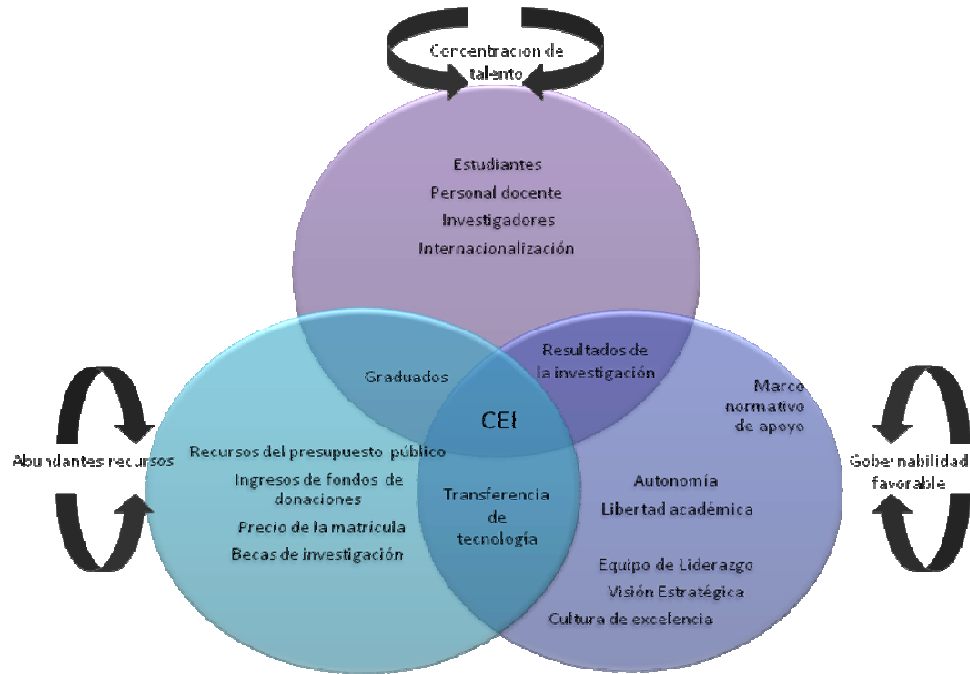 Concentración de
talento
Estudiantes
Personal docente
Investigadores
Internacionalización
Graduados
Resultados de
la investigación
CEI
Marco
normativo
de apoyo
Abundantes recursos
Recursos del presupuesto público
Ingresos de fondos de
donaciones
Precio de la matrícula
Becas de investigación
Transferencia
de
tecnología
Autonomía
Libertad académica
Equipo de Liderazgo
Visión Estratégica
Cultura de excelencia
Gobernabilidad
favorable